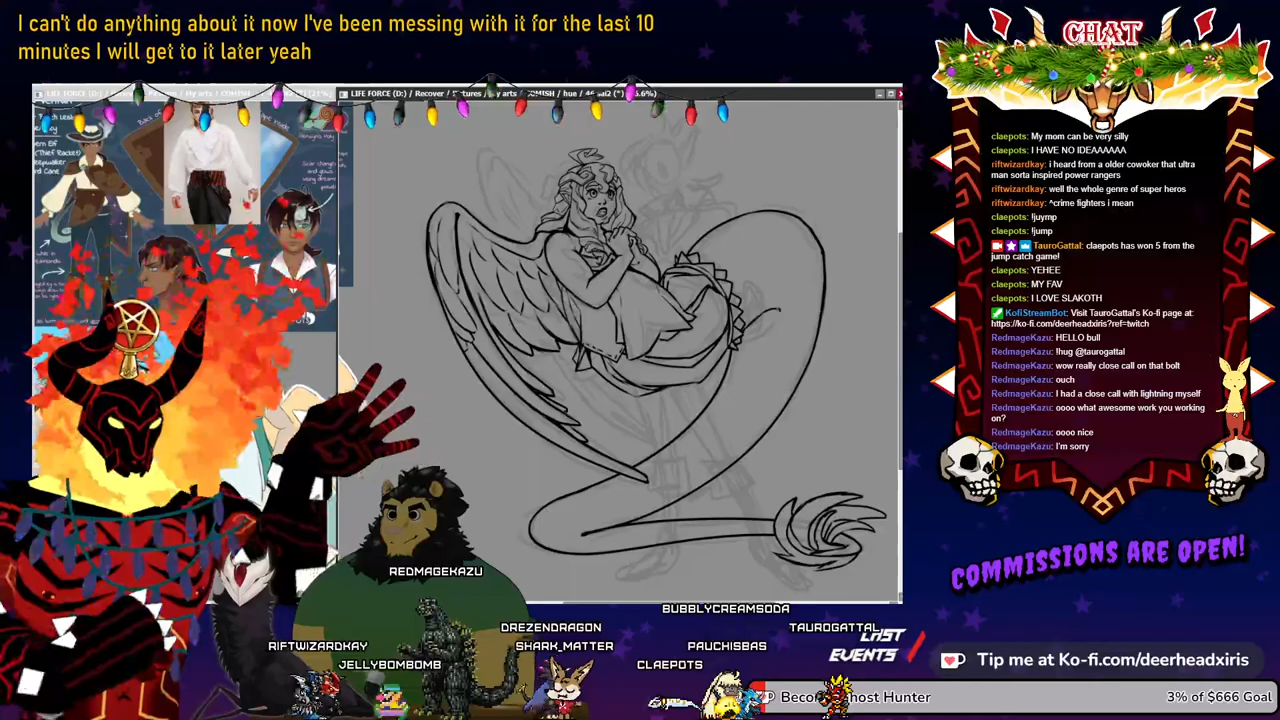 I can't do anything about it now I've been messing with it for the last 10
minutes I will get to it later yeah
CHAT
claepots: My mom can be very silly
claepots: I HAVE NO IDEAAAAAA
riftwizardkay: i heard from a older cowoker that ultra
man sorta inspired power rangers
riftwizardkay: well the whole genre of super heros
riftwizardkay: ^crime fighters i mean
claepots: !juymp
claepots: !jump
TauroGattal: claepots has won 5 from the
jump catch game!
claepots: YEHEE
claepots: MY FAV
claepots: I LOVE SLAKOTH
KofiStreamBot: Visit TauroGattal's Ko-fi page at:
https://ko-fi.com/deerheadxiris?ref=twitch
RedmageKazu: HELLO bull
RedmageKazu: !hug @taurogattal
RedmageKazu: wow really close call on that bolt
RedmageKazu: ouch
RedmageKazu: I had a close call with lightning myself
RedmageKazu: oooo what awesome work you working
on?
RedmageKazu: oooo nice
RedmageKazu: I'm sorry
COMMISSIONS ARE OPEN!
REDMAGEKAZU
BUBBLYCREAMSODA
DREZENDRAGON
TAUROGATTAL
RIFTWIZARDKAY
SHARK_MATTER
PAUCHISBAS
JELLYBOMBOMB
CLAEPOTS
LAST
EVENTS
Tip me at Ko-fi.com/deerheadxiris
host Hunter
3% of $666 Goal